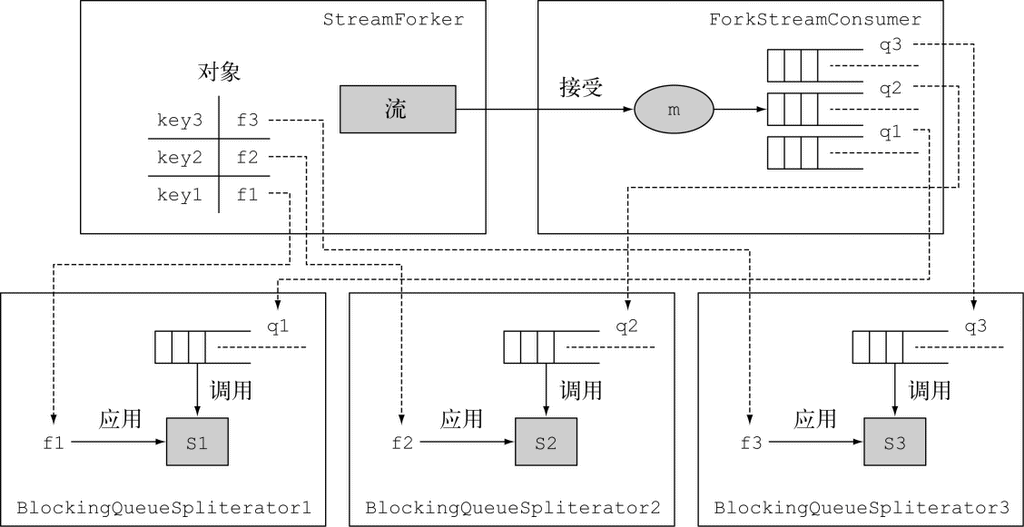 StreamForker
对象
key3 f3
key2 f2
key1 f1
流
接受
ForkStreamConsumer
m
q3
q2
q1
q1
调用
应用
f1
S1
BlockingQueueSpliterator1
q2
调用
应用
f2
S2
BlockingQueueSpliterator2
q3
调用
应用
f3
S3
BlockingQueueSpliterator3